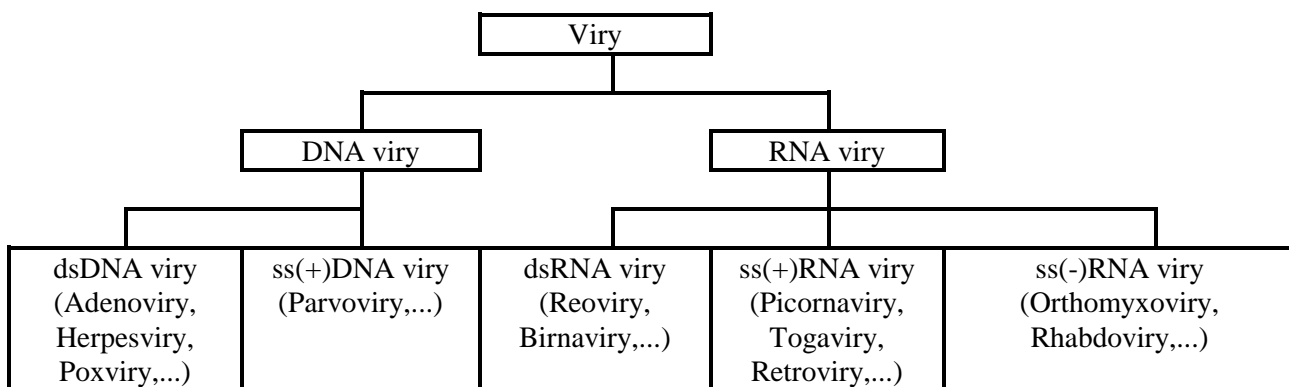 Viry
DNA viry
RNA viry
dsDNA viry
(Adenoviry,
Herpesviry,
Poxviry,...)
ss(+)DNA viry
(Parvoviry,...)
dsRNA viry
(Reoviry,
Birnaviry,...)
ss(+)RNA viry
(Picornaviry,
Togaviry,
Retroviry,...)
ss(-)RNA viry
(Orthomyxoviry,
Rhabdoviry,...)